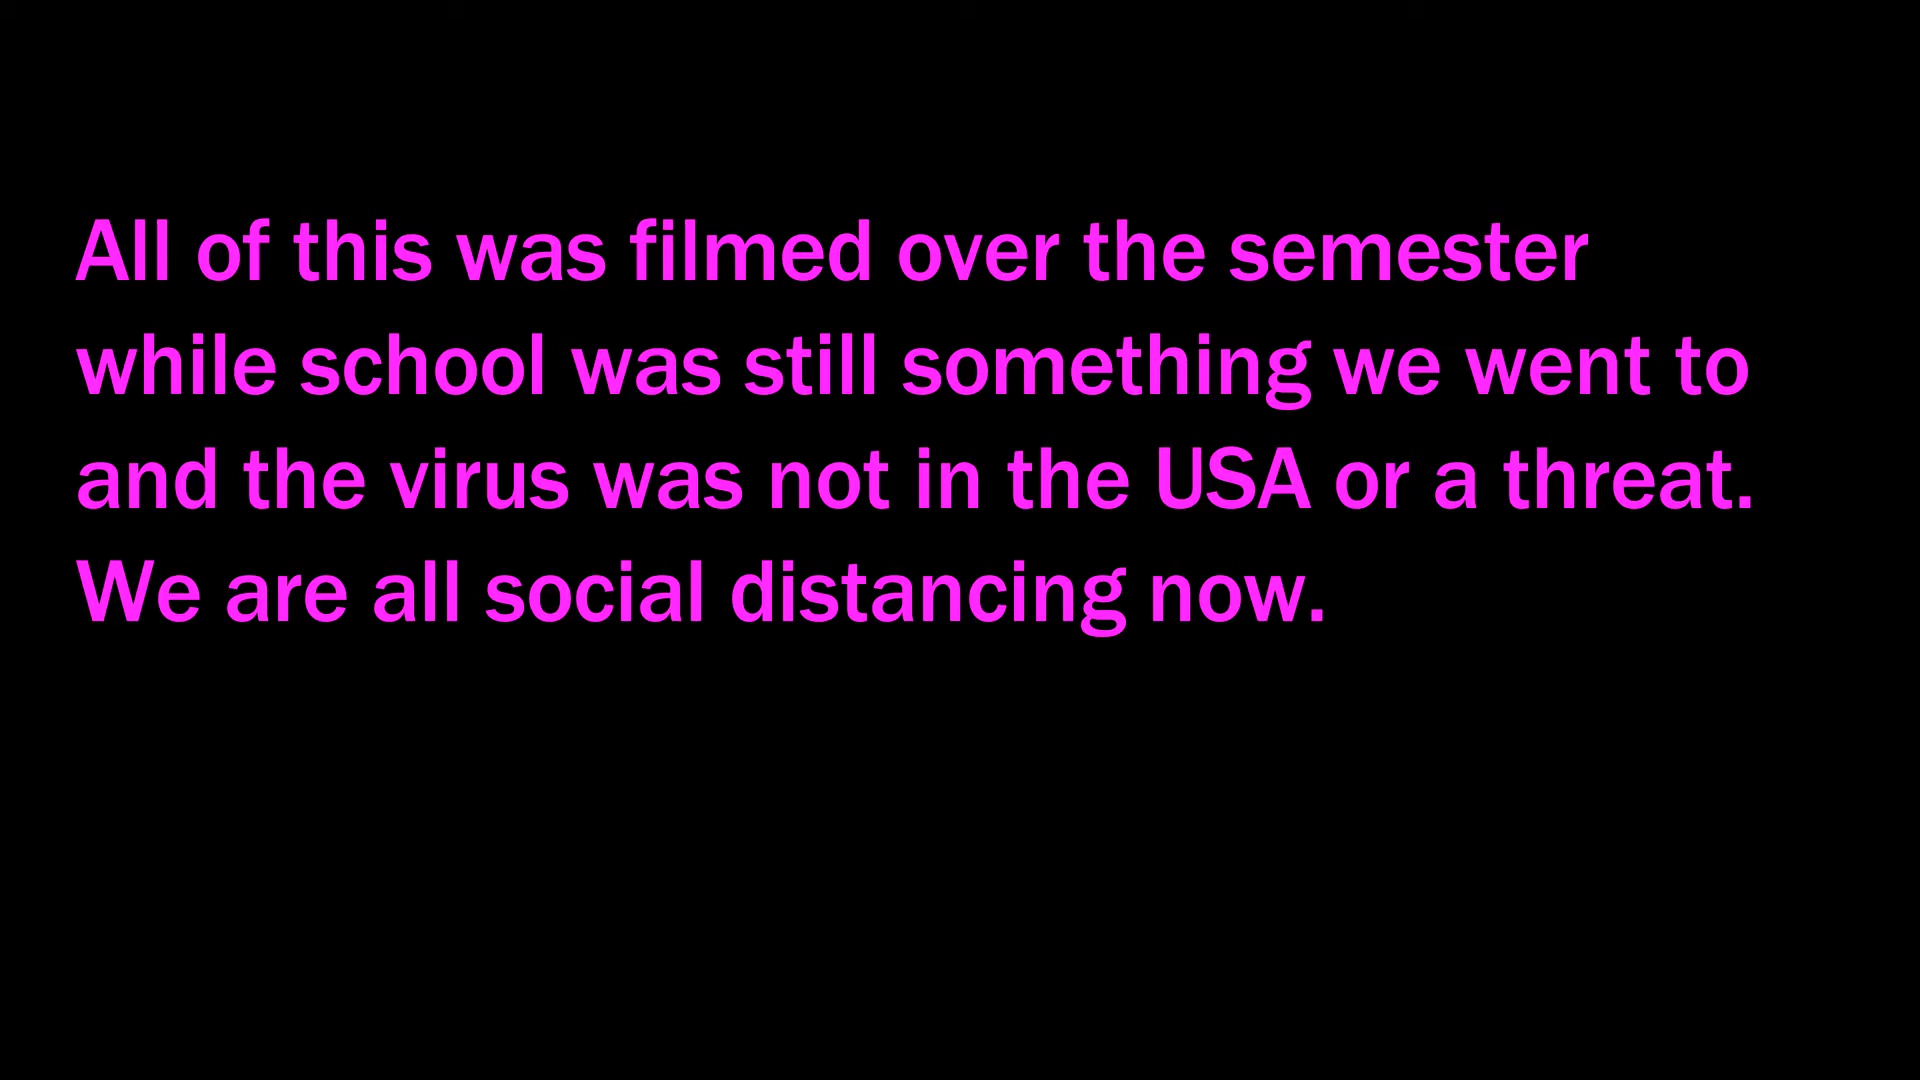 All of this was filmed over the semester
while school was still something we went to
and the virus was not in the USA or a threat.
We are all social distancing now.